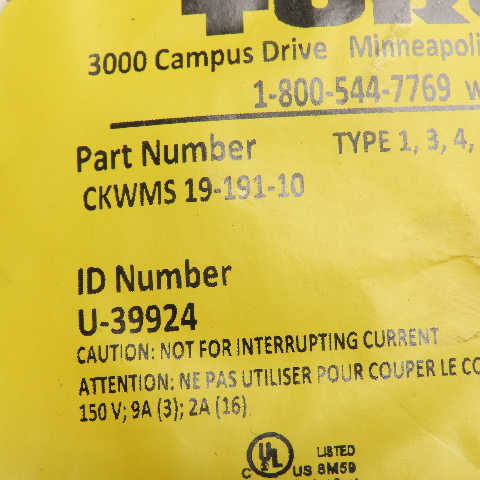 3000 Campus Drive Minneapoli
1-800-544-7769 w
Part Number TYPE 1, 3, 4,
CKWMS 19-191-10
ID Number
U-39924
CAUTION: NOT FOR INTERRUPTING CURRENT
ATTENTION: NE PAS UTILISER POUR COUPER LE CO
150 V; 9A (3); 2A (16)
UL
C US
LISTED
8M59